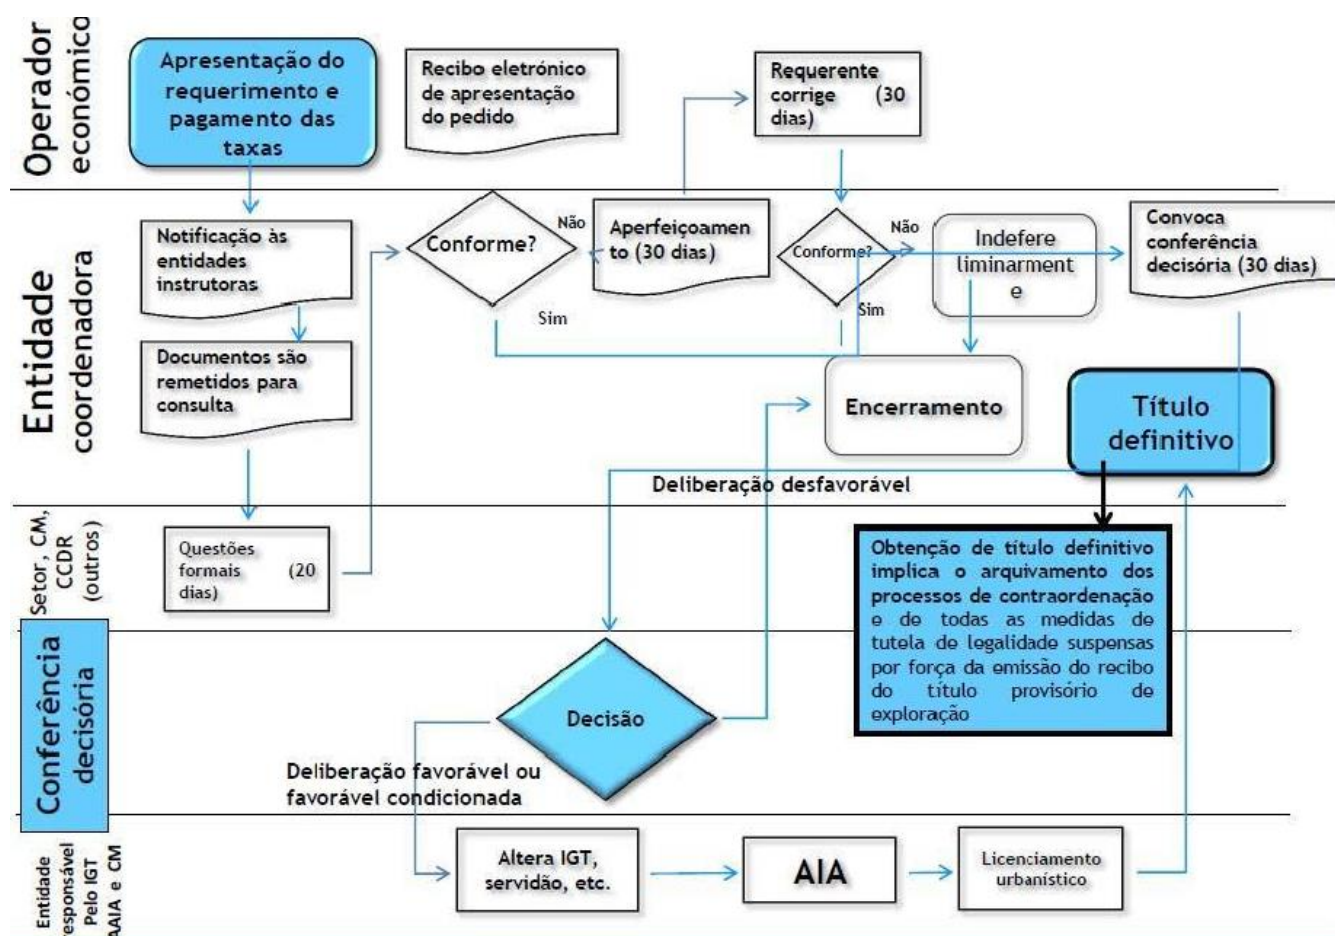 Operador
económico
Apresentação do
requerimento e
pagamento das
taxas
Recibo eletrónico
de apresentação
do pedido
Requerente
corrige (30
dias)
Entidade
coordenadora
Notificação às
entidades
instrutoras
Documentos são
remetidos para
consulta
Conforme?
Não
Sim
Aperfeiçoamen
to (30 dias)
Conforme?
Não
Sim
Indefere
liminarment
e
Convoca
conferência
decisória (30 dias)
Encerramento
Título
definitivo
Deliberação desfavorável
Setor, CM,
CCDR
(outros)
Questões
formais (20
dias)
Obtenção de título definitivo
implica o arquivamento dos
processos de contraordenação
e de todas as medidas de
tutela de legalidade suspensas
por força da emissão do recibo
do título provisório de
exploração
Conferência
decisória
Decisão
Deliberação favorável ou
favorável condicionada
Entidade
responsável
Pelo IGT
AAIA e CM
Altera IGT,
servidão, etc.
AIA
Licenciamento
urbanístico